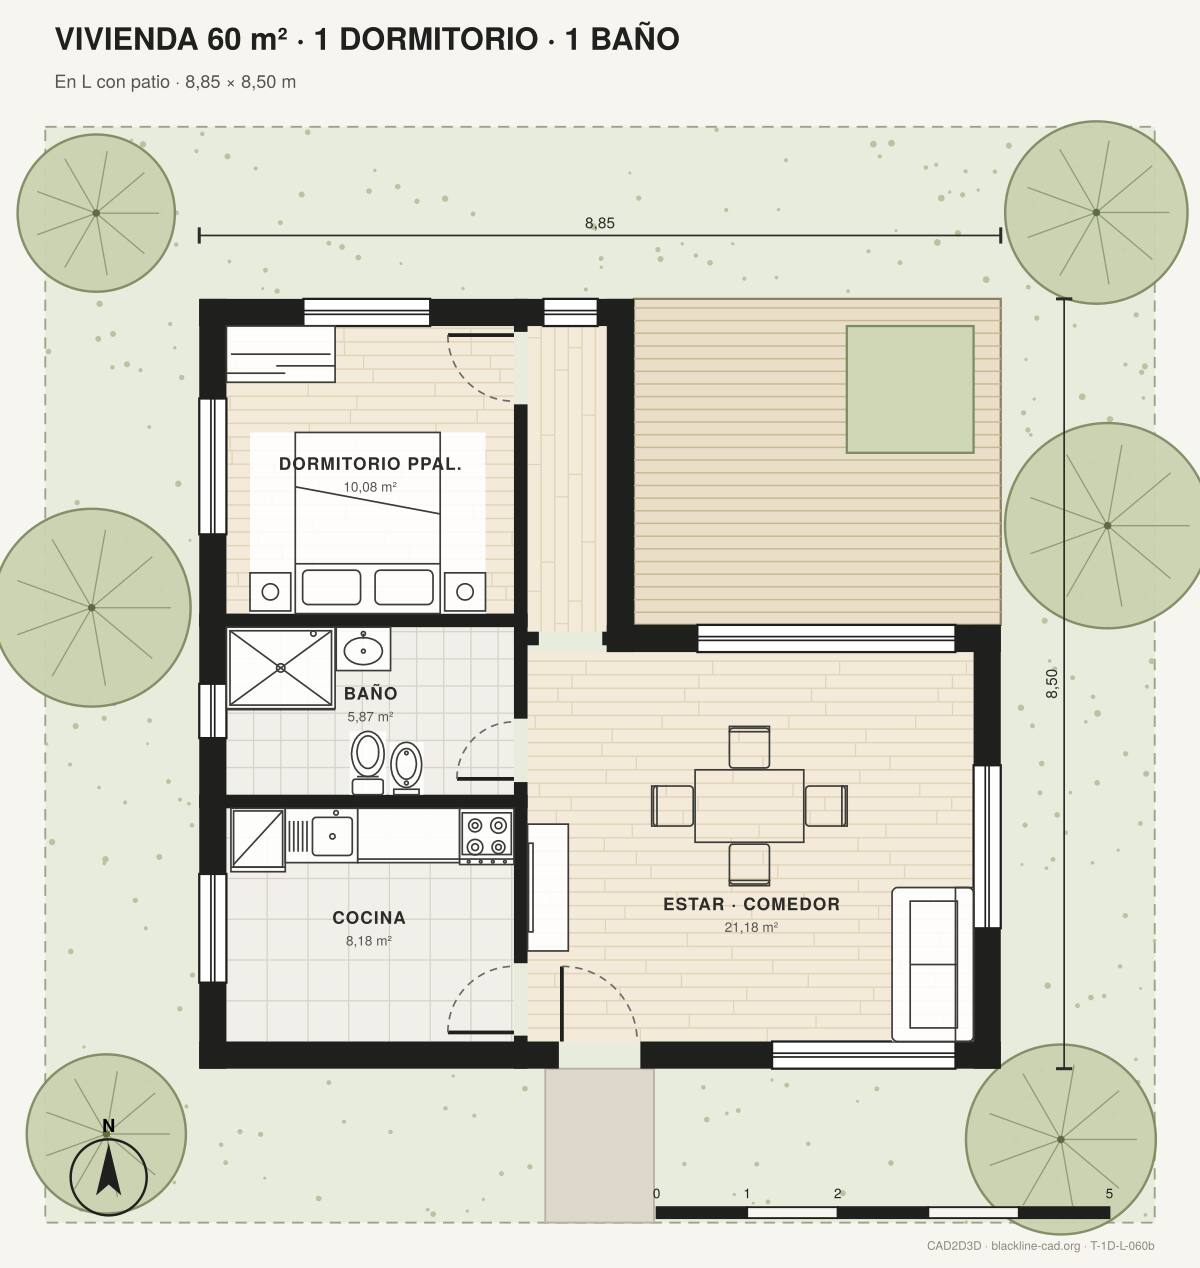 VIVIENDA 60 m² · 1 DORMITORIO · 1 BAÑO
En L con patio · 8,85 × 8,50 m
8,85
DORMITORIO PPAL.
10,08 m²
8,50
BAÑO
5,87 m²
ESTAR · COMEDOR
21,18 m²
COCINA
8,18 m²
N
0 1 2 5
CAD2D3D · blackline-cad.org · T-1D-L-060b